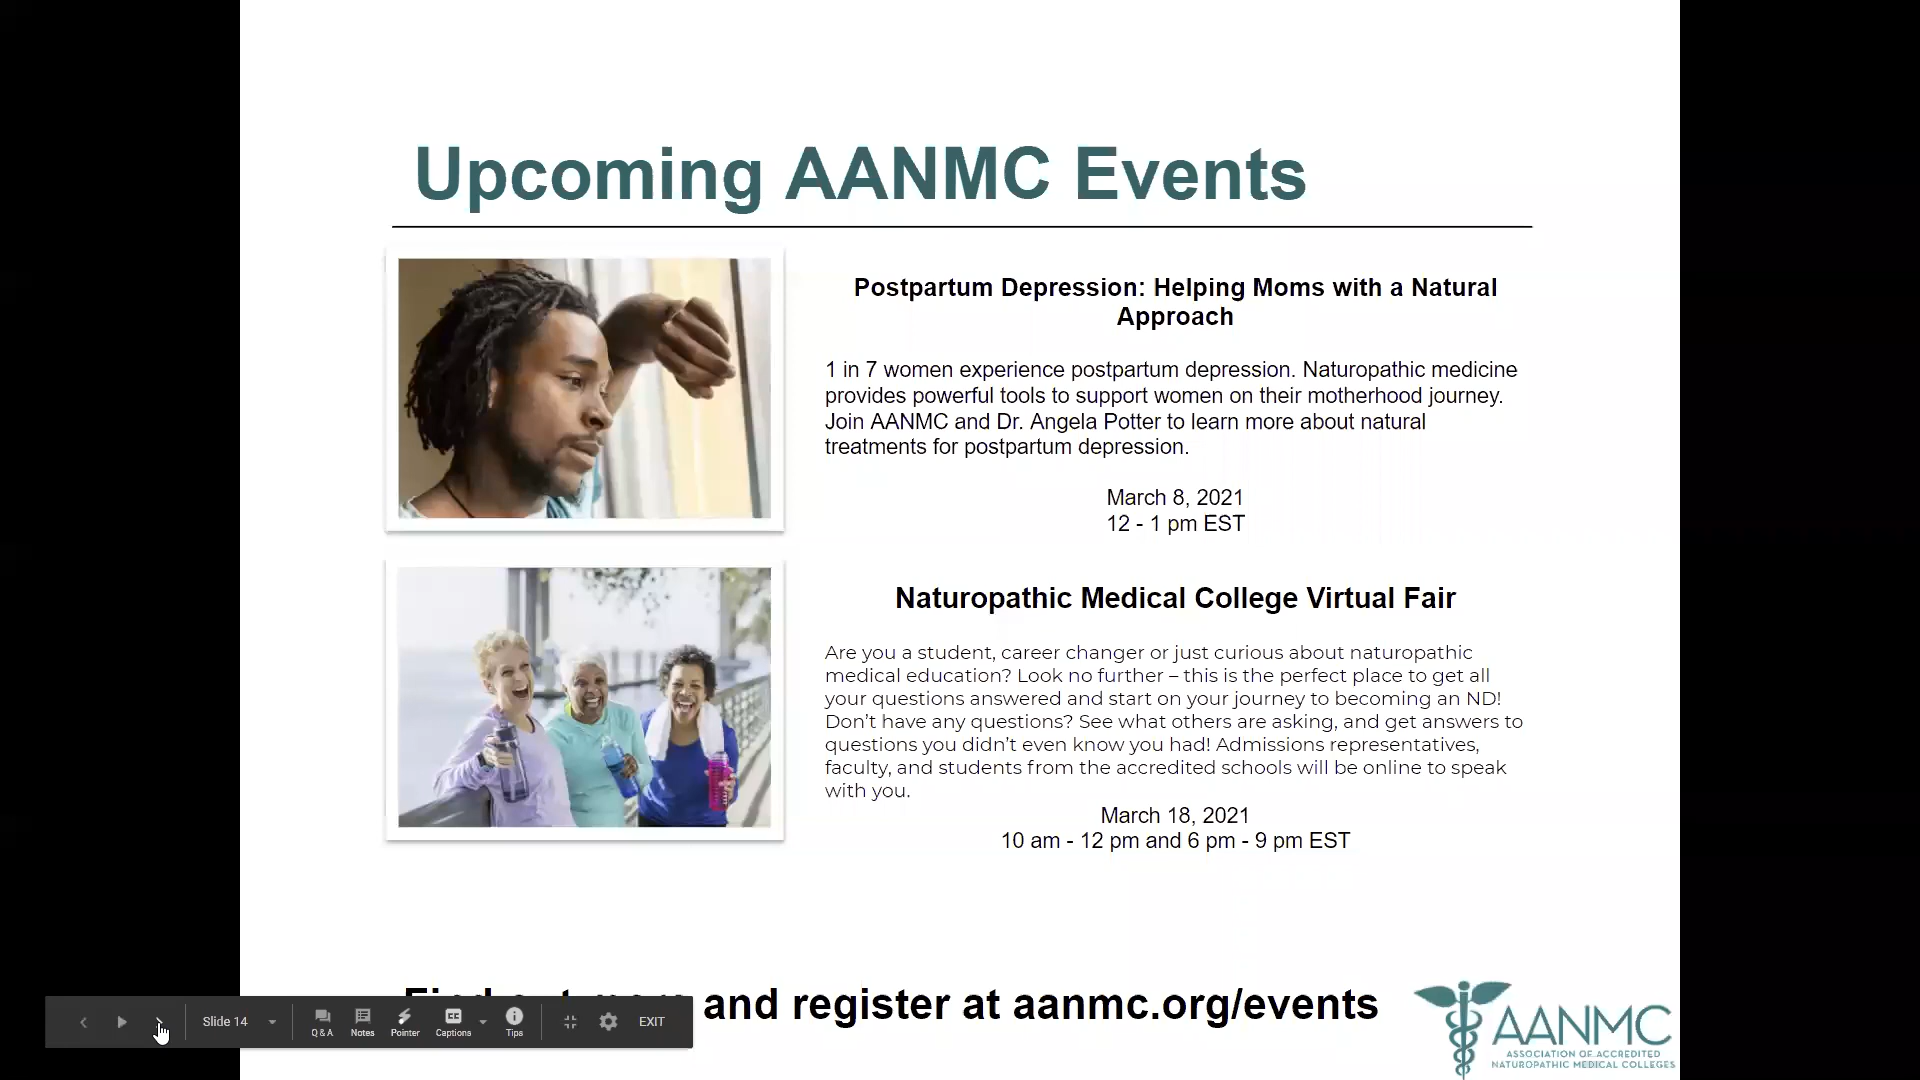 Upcoming AANMC Events
Postpartum Depression: Helping Moms with a Natural
Approach
1 in 7 women experience postpartum depression. Naturopathic medicine
provides powerful tools to support women on their motherhood journey.
Join AANMC and Dr. Angela Potter to learn more about natural
treatments for postpartum depression.
March 8, 2021
12 - 1 pm EST
Naturopathic Medical College Virtual Fair
Are you a student, career changer or just curious about naturopathic
medical education? Look no further – this is the perfect place to get all
your questions answered and start on your journey to becoming an ND!
Don’t have any questions? See what others are asking, and get answers to
questions you didn’t even know you had! Admissions representatives,
faculty, and students from the accredited schools will be online to speak
with you.
March 18, 2021
10 am - 12 pm and 6 pm - 9 pm EST
and register at aanmc.org/events
Slide 14
Q & A Notes Pointer Captions Tips
EXIT
AANMC
ASSOCIATION OF ACCREDITED
NATUROPATHIC MEDICAL COLLEGES